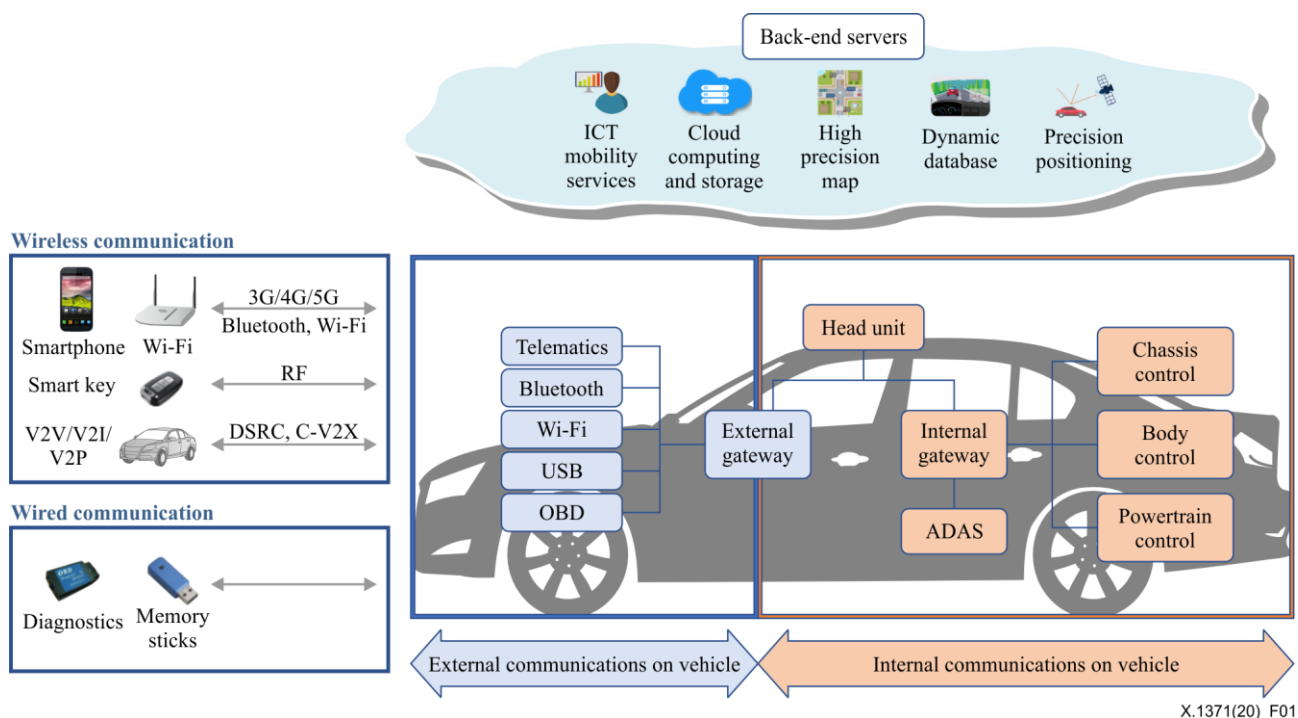 Back-end servers
ICT
mobility
services
Cloud
computing
and storage
High
precision
map
Dynamic
database
Precision
positioning
Wireless communication
3G/4G/5G
Bluetooth, Wi-Fi
Smartphone
Wi-Fi
Smart key
RF
V2V/V2I/
V2P
DSRC, C-V2X
Wired communication
OBD
Diagnostics
Memory
sticks
Telematics
Bluetooth
Wi-Fi
USB
OBD
External
gateway
Head unit
Internal
gateway
ADAS
Chassis
control
Body
control
Powertrain
control
External communications on vehicle
Internal communications on vehicle
X.1371(20)_F01